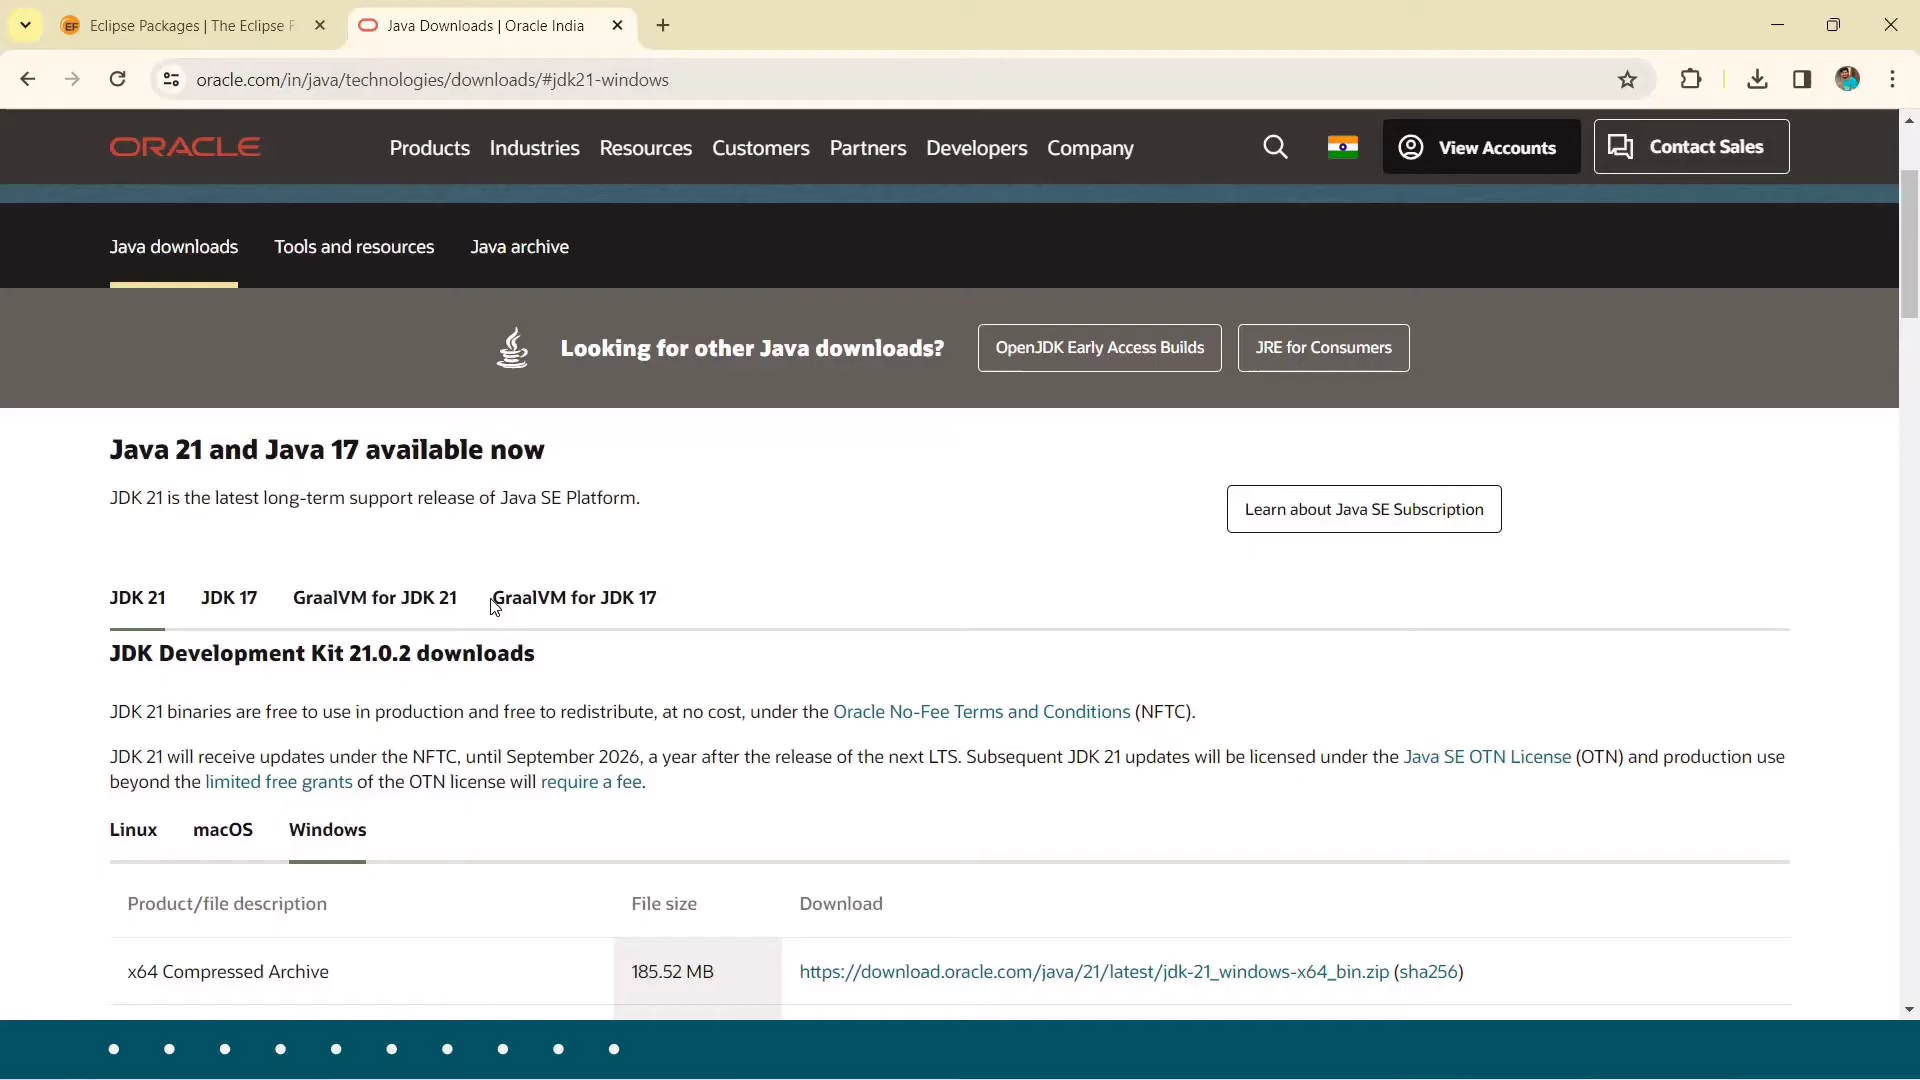 Eclipse Packages | The Eclipse F
Java Downloads | Oracle India
oracle.com/in/java/technologies/downloads/#jdk21-windows
ORACLE
Products Industries Resources Customers Partners Developers Company
View Accounts
Contact Sales
Java downloads Tools and resources Java archive
Looking for other Java downloads?
OpenJDK Early Access Builds
JRE for Consumers
Java 21 and Java 17 available now
JDK 21 is the latest long-term support release of Java SE Platform.
Learn about Java SE Subscription
JDK 21 JDK 17 GraalVM for JDK 21 GraalVM for JDK 17
JDK Development Kit 21.0.2 downloads
JDK 21 binaries are free to use in production and free to redistribute, at no cost, under the Oracle No-Fee Terms and Conditions (NFTC).
JDK 21 will receive updates under the NFTC, until September 2026, a year after the release of the next LTS. Subsequent JDK 21 updates will be licensed under the Java SE OTN License (OTN) and production use
beyond the limited free grants of the OTN license will require a fee.
Linux macOS Windows
Product/file description File size Download
x64 Compressed Archive 185.52 MB https://download.oracle.com/java/21/latest/jdk-21_windows-x64_bin.zip (sha256)